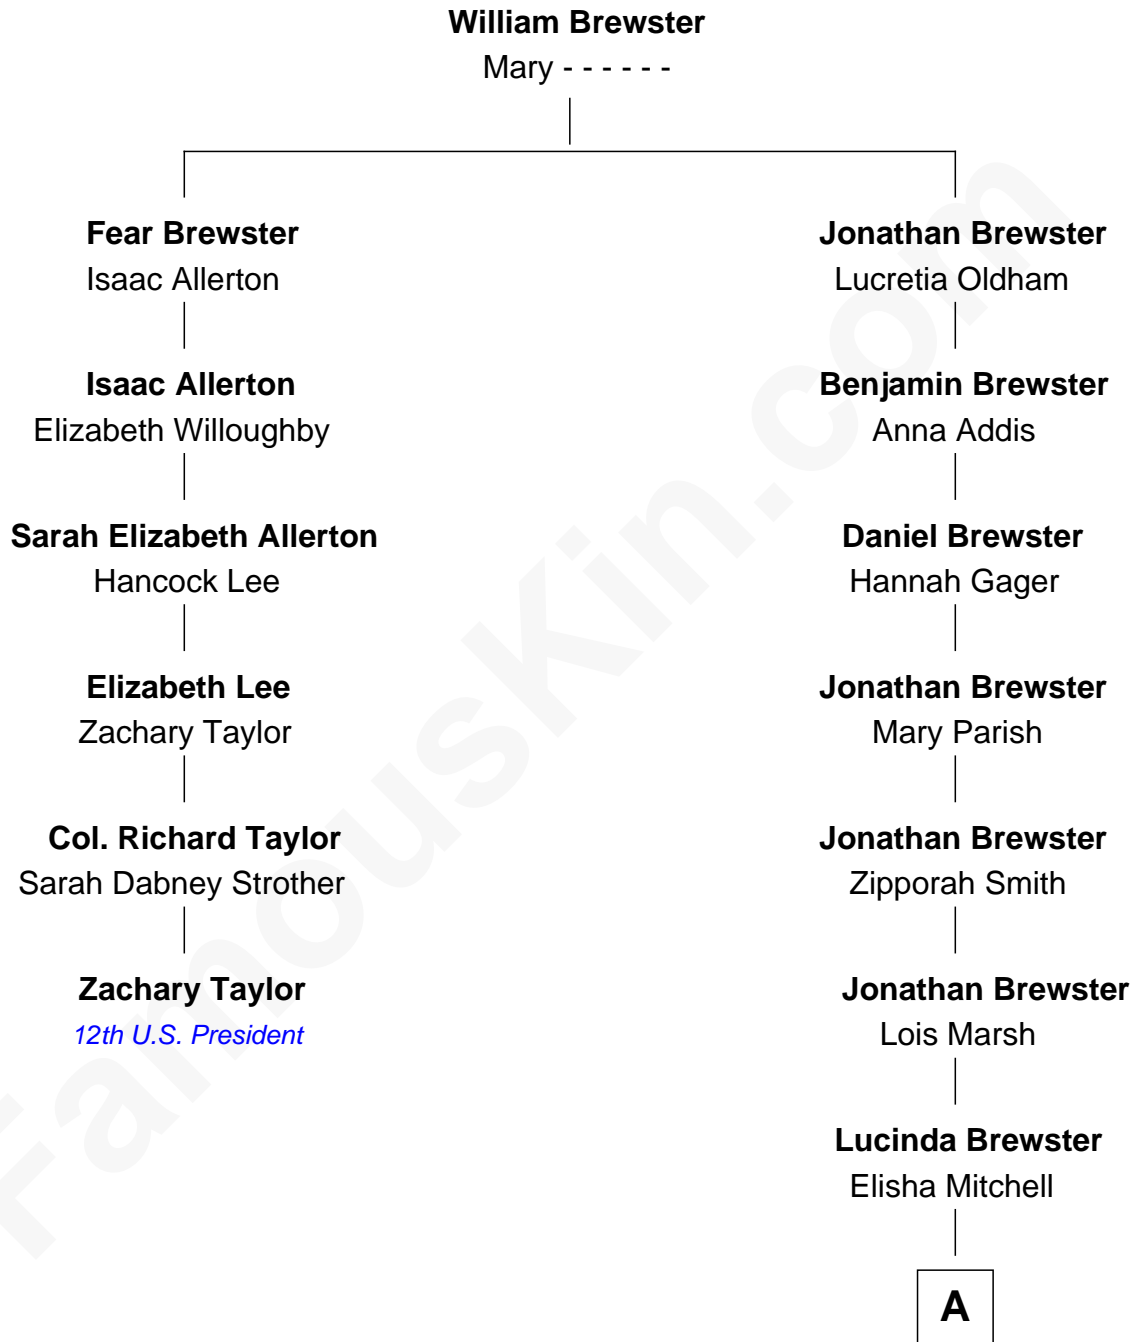 William Brewster
Mary - - - - - -
Fear Brewster
Isaac Allerton
Jonathan Brewster
Lucretia Oldham
Isaac Allerton
Elizabeth Willoughby
Benjamin Brewster
Anna Addis
Sarah Elizabeth Allerton
Hancock Lee
Daniel Brewster
Hannah Gager
Elizabeth Lee
Zachary Taylor
Jonathan Brewster
Mary Parish
Col. Richard Taylor
Sarah Dabney Strother
Jonathan Brewster
Zipporah Smith
Zachary Taylor
12th U.S. President
Jonathan Brewster
Lois Marsh
Lucinda Brewster
Elisha Mitchell
A
FamousKin.com